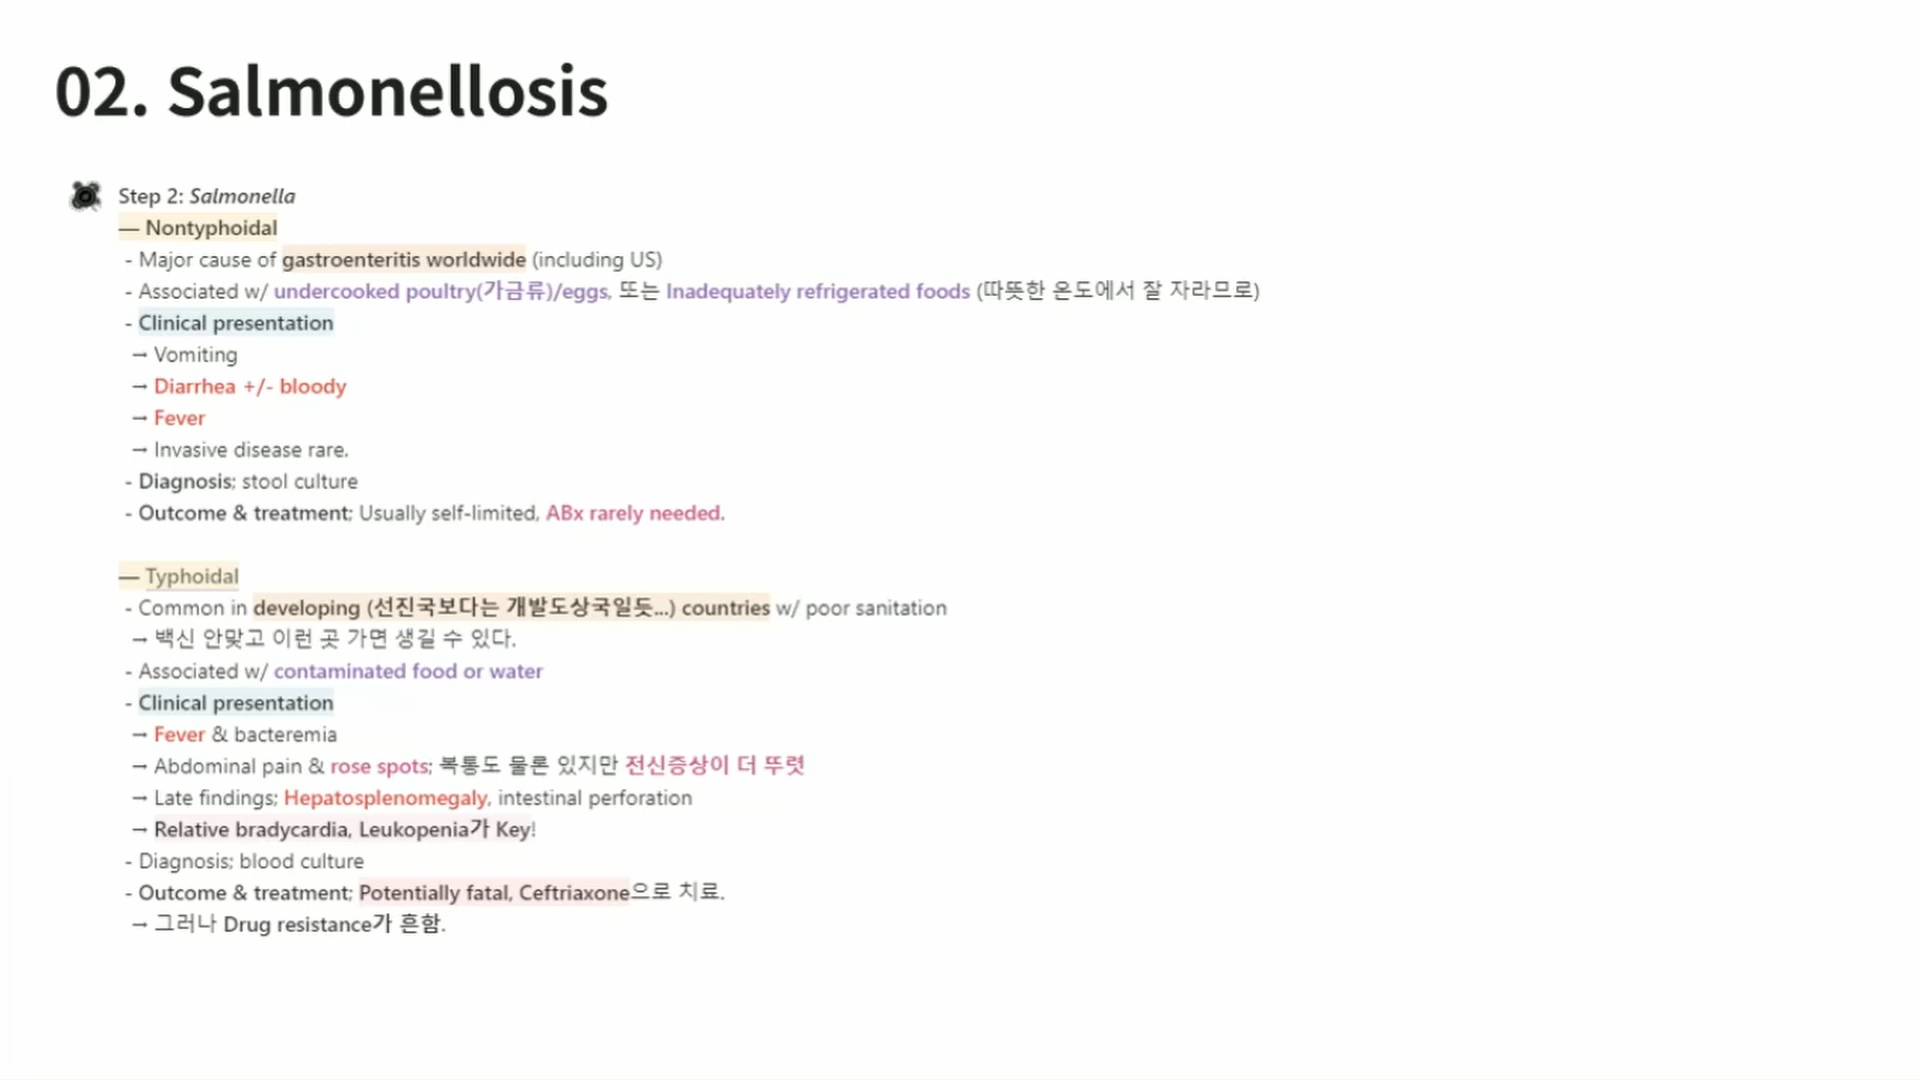 02. Salmonellosis
Step 2: Salmonella
— Nontyphoidal
- Major cause of gastroenteritis worldwide (including US)
- Associated w/ undercooked poultry(가금류)/eggs, 또는 Inadequately refrigerated foods (따뜻한 온도에서 잘 자라므로)
- Clinical presentation
→ Vomiting
→ Diarrhea +/- bloody
→ Fever
→ Invasive disease rare.
- Diagnosis; stool culture
- Outcome & treatment; Usually self-limited, ABx rarely needed.
— Typhoidal
- Common in developing (선진국보다는 개발도상국일듯...) countries w/ poor sanitation
→ 백신 안맞고 이런 곳 가면 생길 수 있다.
- Associated w/ contaminated food or water
- Clinical presentation
→ Fever & bacteremia
→ Abdominal pain & rose spots; 복통도 물론 있지만 전신증상이 더 뚜렷
→ Late findings; Hepatosplenomegaly, intestinal perforation
→ Relative bradycardia, Leukopenia가 Key!
- Diagnosis; blood culture
- Outcome & treatment; Potentially fatal, Ceftriaxone으로 치료.
→ 그러나 Drug resistance가 흔함.